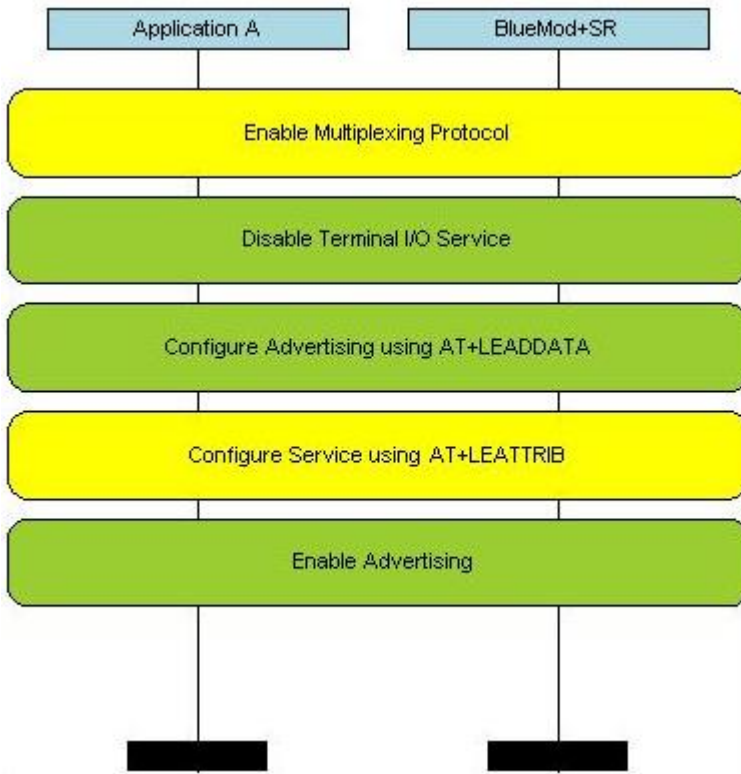 Application A
BlueMod+SR
Enable Multiplexing Protocol
Disable Terminal I/O Service
Configure Advertising using AT+LEADDATA
Configure Service using AT+LEATTRIB
Enable Advertising